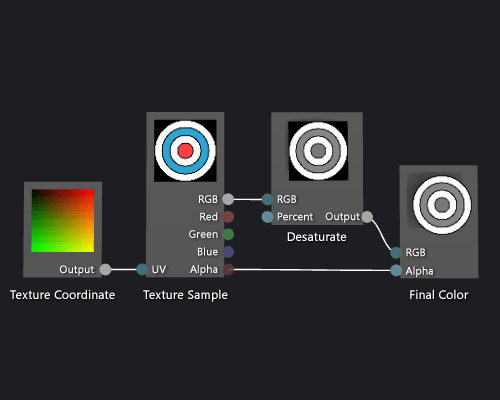 RGB
Red
Green
Blue
Alpha
UV
Output
Texture Coordinate
Texture Sample
RGB
Percent
Output
Desaturate
RGB
Alpha
Final Color